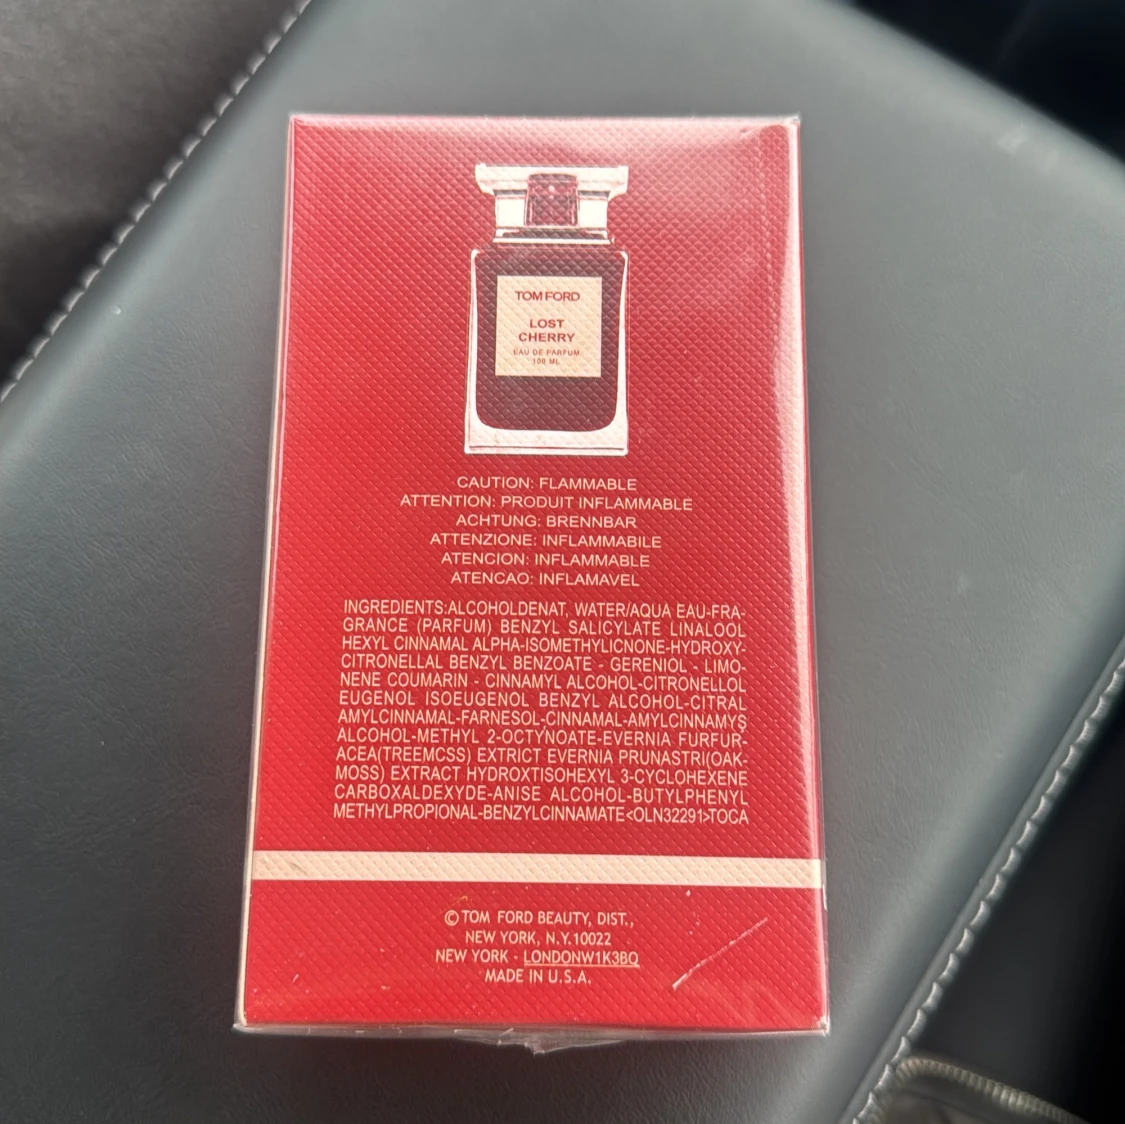 TOM FORD
LOST
CHERRY
EAU DE PARFUM
100 ML
CAUTION: FLAMMABLE
ATTENTION: PRODUIT INFLAMMABLE
ACHTUNG: BRENNBAR
ATTENZIONE: INFLAMMABILE
ATENCION: INFLAMMABLE
ATENCAO: INFLAMAVEL
INGREDIENTS:ALCOHOLDENAT, WATER/AQUA EAU-FRA-
GRANCE (PARFUM) BENZYL SALICYLATE LINALOOL
HEXYL CINNAMAL ALPHA-ISOMETHYLICNONE-HYDROXY-
CITRONELLAL BENZYL BENZOATE - GERENIOL - LIMO-
NENE COUMARIN - CINNAMYL ALCOHOL-CITRONELLOL
EUGENOL ISOEUGENOL BENZYL ALCOHOL-CITRAL
AMYLCINNAMAL-FARNESOL-CINNAMAL-AMYLCINNAMYS
ALCOHOL-METHYL 2-OCTYNOATE-EVERNIA FURFUR-
ACEA(TREEMCSS) EXTRICT EVERNIA PRUNASTRI(OAK-
MOSS) EXTRACT HYDROXTISOHEXYL 3-CYCLOHEXENE
CARBOXALDEXYDE-ANISE ALCOHOL-BUTYLPHENYL
METHYLPROPIONAL-BENZYLCINNAMATE<OLN32291>TOCA
© TOM FORD BEAUTY, DIST.,
NEW YORK, N.Y.10022
NEW YORK - LONDONW1K3BQ
MADE IN U.S.A.